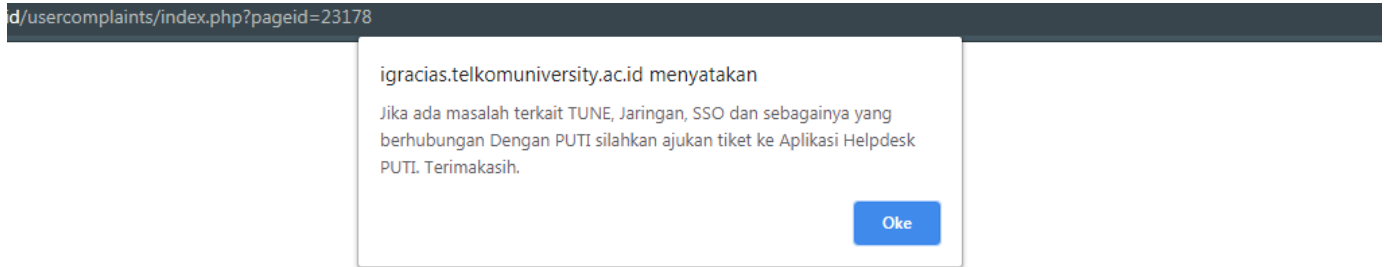 id/usercomplaints/index.php?pageid=23178
igracias.telkomuniversity.ac.id menyatakan
Jika ada masalah terkait TUNE, Jaringan, SSO dan sebagainya yang
berhubungan Dengan PUTI silahkan ajukan tiket ke Aplikasi Helpdesk
PUTI. Terimakasih.
Oke